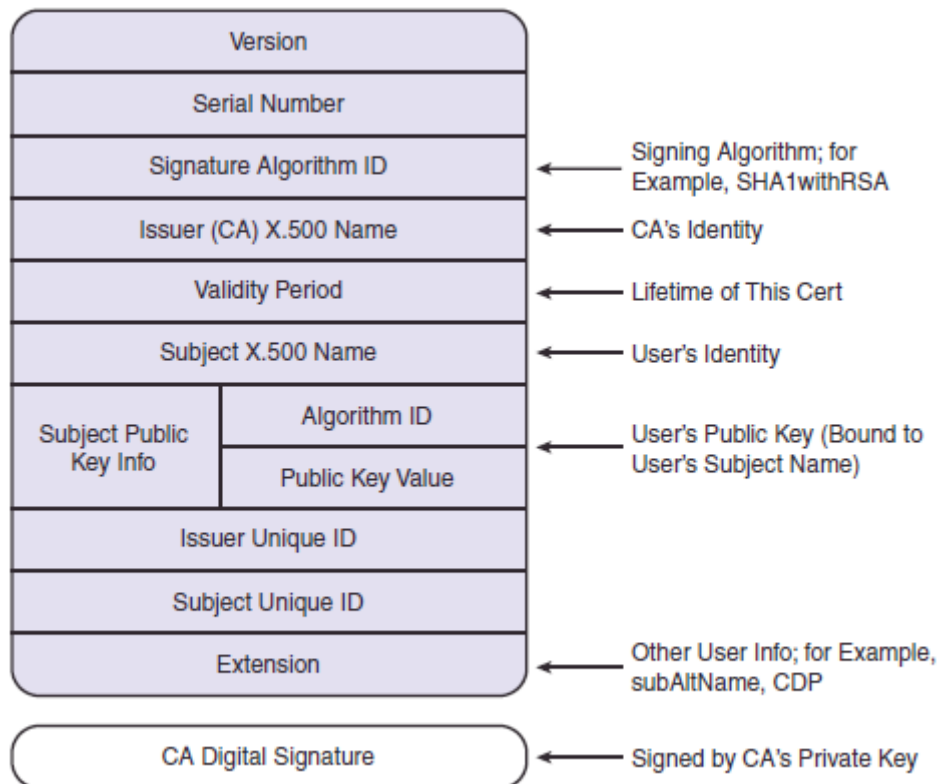 Version
Serial Number
Signature Algorithm ID
Signing Algorithm; for
Example, SHA1withRSA
Issuer (CA) X.500 Name
CA's Identity
Validity Period
Lifetime of This Cert
Subject X.500 Name
User's Identity
Subject Public
Key Info
Algorithm ID
Public Key Value
User's Public Key (Bound to
User's Subject Name)
Issuer Unique ID
Subject Unique ID
Extension
Other User Info; for Example,
subAltName, CDP
CA Digital Signature
Signed by CA's Private Key